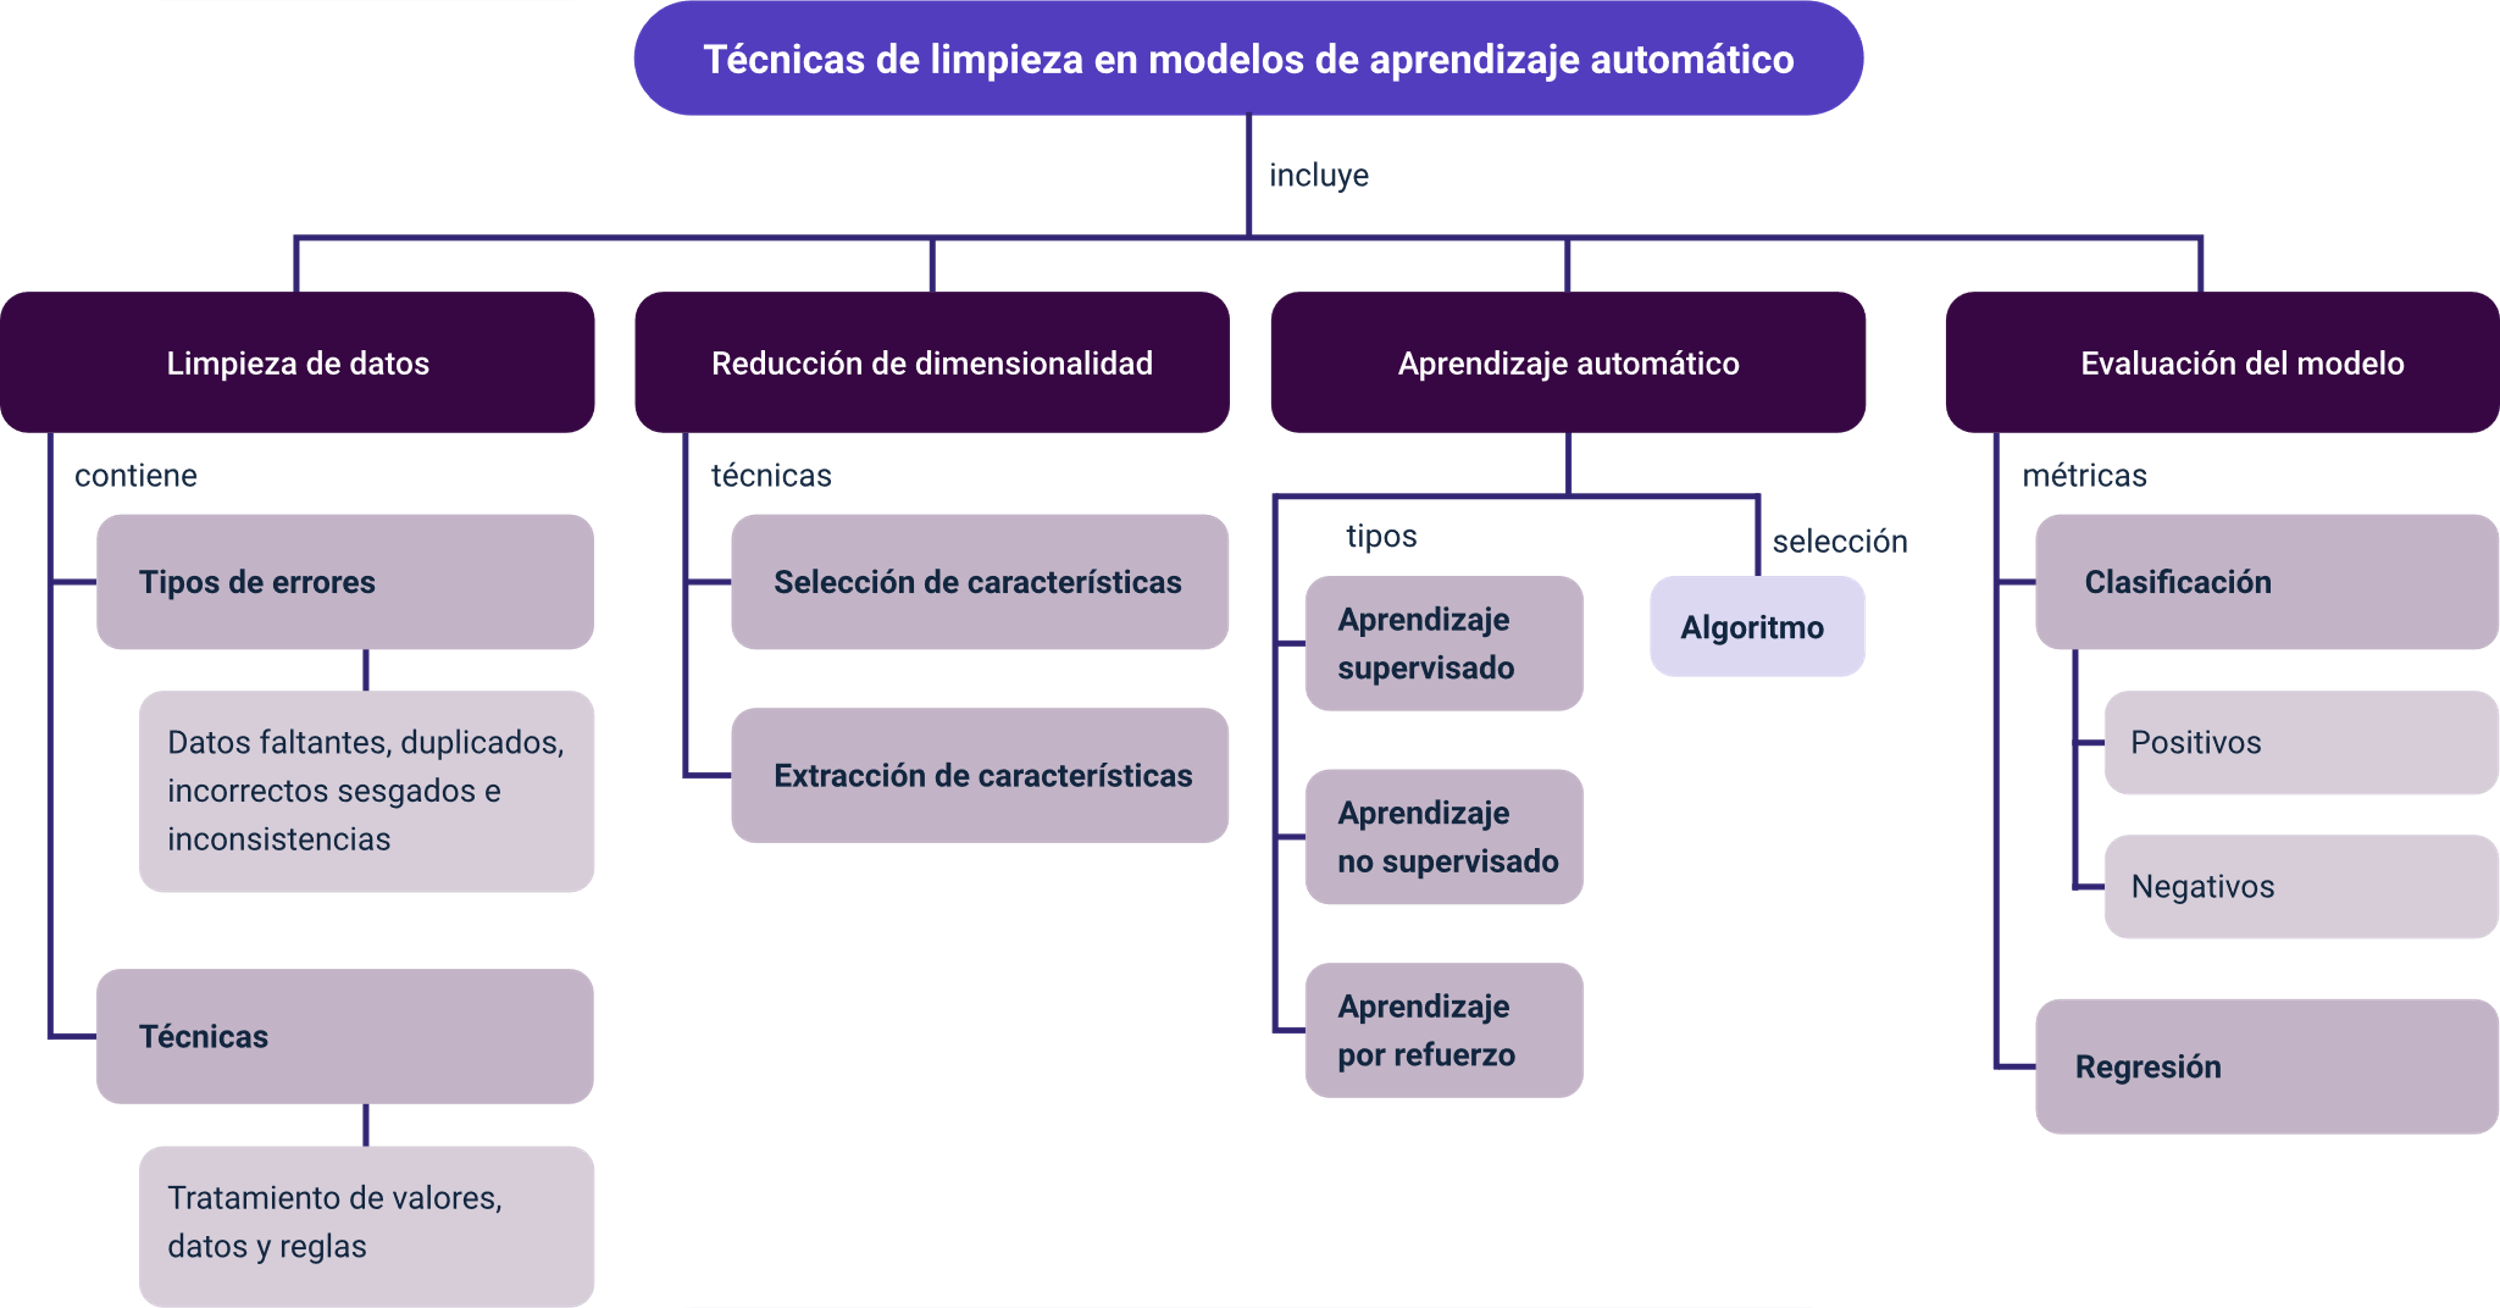 Técnicas de limpieza en modelos de aprendizaje automático
incluye
Limpieza de datos
contiene
Tipos de errores
Datos faltantes, duplicados,
incorrectos sesgados e
inconsistencias
Técnicas
Tratamiento de valores,
datos y reglas
Reducción de dimensionalidad
técnicas
Selección de características
Extracción de características
Aprendizaje automático
tipos
Aprendizaje
supervisado
Aprendizaje
no supervisado
Aprendizaje
por refuerzo
selección
Algoritmo
Evaluación del modelo
métricas
Clasificación
Positivos
Negativos
Regresión